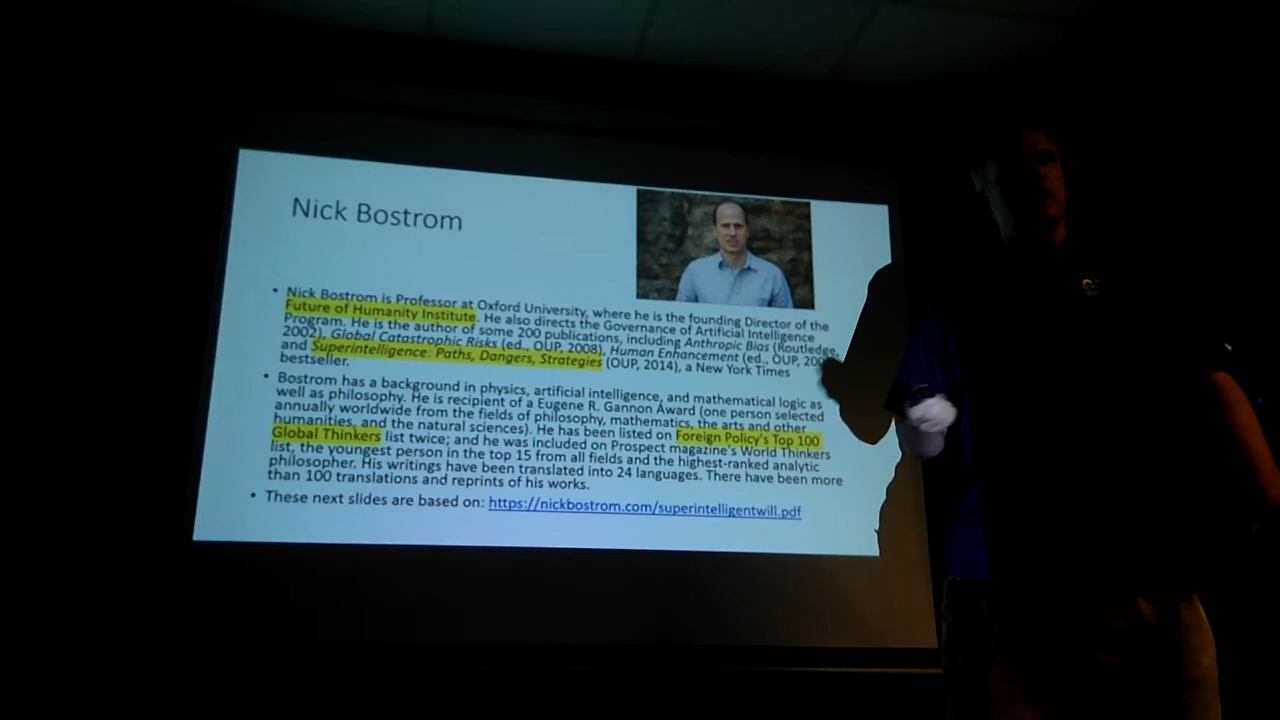 Nick Bostrom
• Nick Bostrom is Professor at Oxford University, where he is the founding Director of the
Future of Humanity Institute. He also directs the Governance of Artificial Intelligence
Program. He is the author of some 200 publications, including Anthropic Bias (Routledge,
2002), Global Catastrophic Risks (ed., OUP, 2008), Human Enhancement (ed., OUP,
and Superintelligence: Paths, Dangers, Strategies (OUP, 2014), a New York Times
bestseller.
• Bostrom has a background in physics, artificial intelligence, and mathematical logic as
well as philosophy. He is recipient of a Eugene R. Gannon Award (one person selected
annually worldwide from the fields of philosophy, mathematics, the arts and other
humanities, and the natural sciences). He has been listed on Foreign Policy's Top 100
Global Thinkers list twice; and he was included on Prospect magazine's World Thinkers
list, the youngest person in the top 15 from all fields and the highest-ranked analytic
philosopher. His writings have been translated into 24 languages. There have been more
than 100 translations and reprints of his works.
• These next slides are based on: https://nickbostrom.com/superintelligentwill.pdf